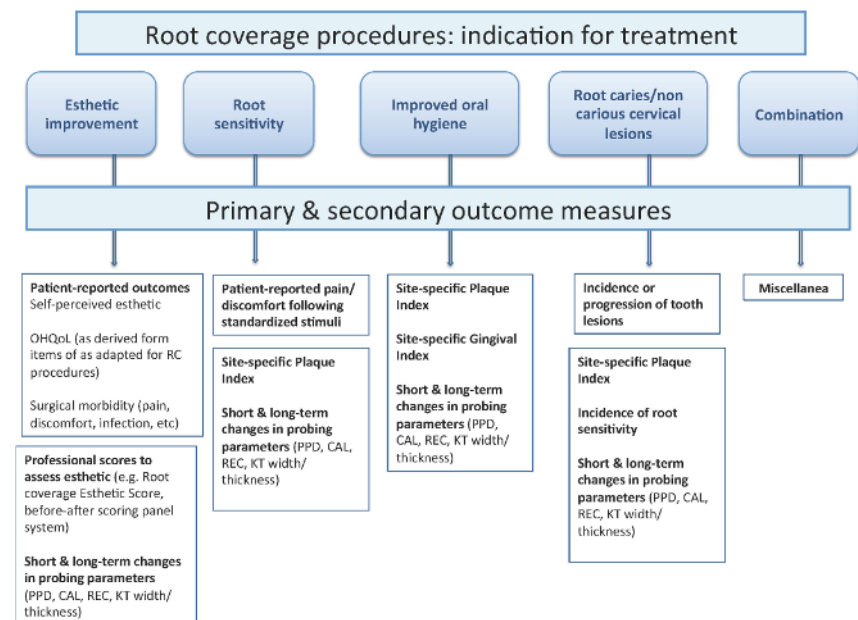 Root coverage procedures: indication for treatment
Esthetic
improvement
Root
sensitivity
Improved oral
hygiene
Root caries/non
carious cervical
lesions
Combination
Primary & secondary outcome measures
Patient-reported outcomes
Self-perceived esthetic
OHQoL (as derived form
items of as adapted for RC
procedures)
Surgical morbidity (pain,
discomfort, infection, etc)
Professional scores to
assess esthetic (e.g. Root
coverage Esthetic Score,
before-after scoring panel
system)
Short & long-term changes
in probing parameters
(PPD, CAL, REC, KT width/
thickness)
Patient-reported pain/
discomfort following
standardized stimuli
Site-specific Plaque
Index
Short & long-term
changes in probing
parameters (PPD, CAL,
REC, KT width/
thickness)
Site-specific Plaque
Index
Site-specific Gingival
Index
Short & long-term
changes in probing
parameters (PPD,
CAL, REC, KT width/
thickness)
Incidence or
progression of tooth
lesions
Site-specific Plaque
Index
Incidence of root
sensitivity
Short & long-term
changes in probing
parameters (PPD, CAL,
REC, KT width/
thickness)
Miscellanea